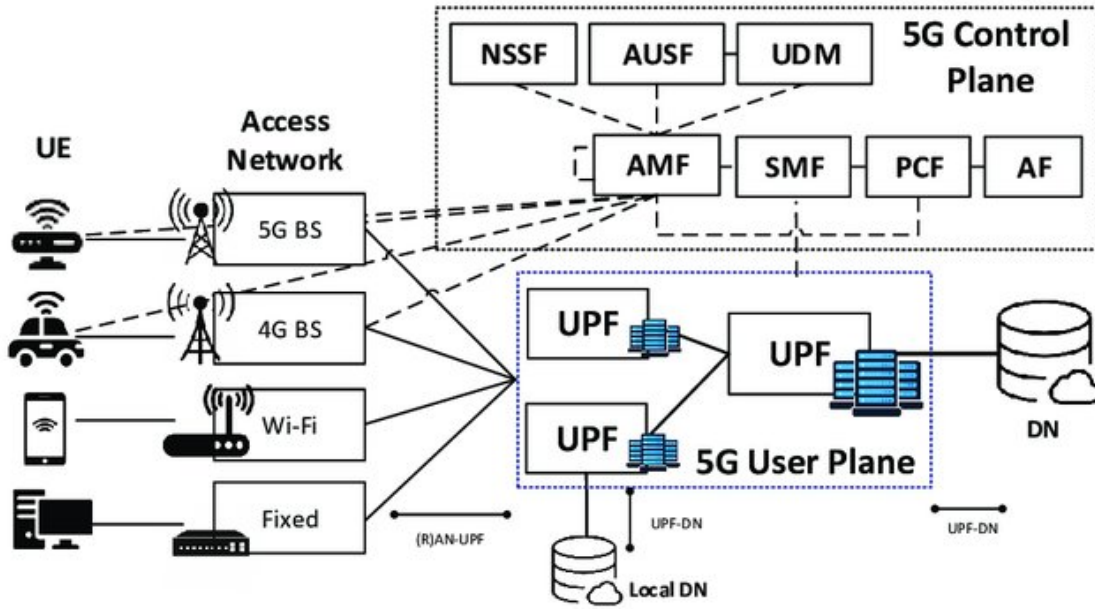 NSSF
AUSF
UDM
5G Control
Plane
UE
Access
Network
AMF
SMF
PCF
AF
5G BS
4G BS
Wi-Fi
Fixed
UPF
UPF
UPF
5G User Plane
DN
(R)AN-UPF
UPF-DN
UPF-DN
Local DN